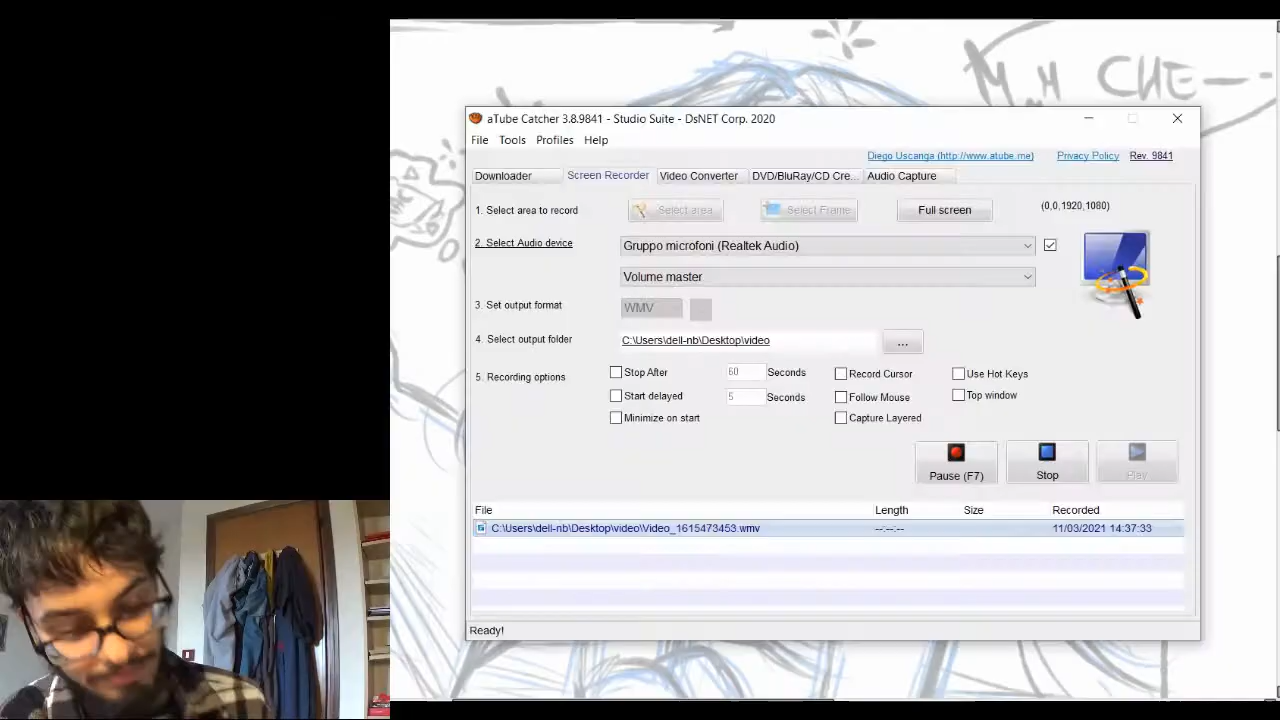 M,M CHE---
aTube Catcher 3.8.9841 - Studio Suite - DsNET Corp. 2020
File Tools Profiles Help
Diego Uscanga (http://www.atube.me) Privacy Policy Rev. 9841
Downloader Screen Recorder Video Converter DVD/BluRay/CD Cre... Audio Capture
1. Select area to record Select area Select Frame Full screen (0,0,1920,1080)
2. Select Audio device Gruppo microfoni (Realtek Audio)
Volume master
3. Set output format WMV
4. Select output folder C:\Users\dell-nb\Desktop\video ...
5. Recording options Stop After 60 Seconds Record Cursor Use Hot Keys
Start delayed 5 Seconds Follow Mouse Top window
Minimize on start Capture Layered
Pause (F7) Stop Play
File Length Size Recorded
C:\Users\dell-nb\Desktop\video\Video_1615473453.wmv --:--:-- 11/03/2021 14:37:33
Ready!